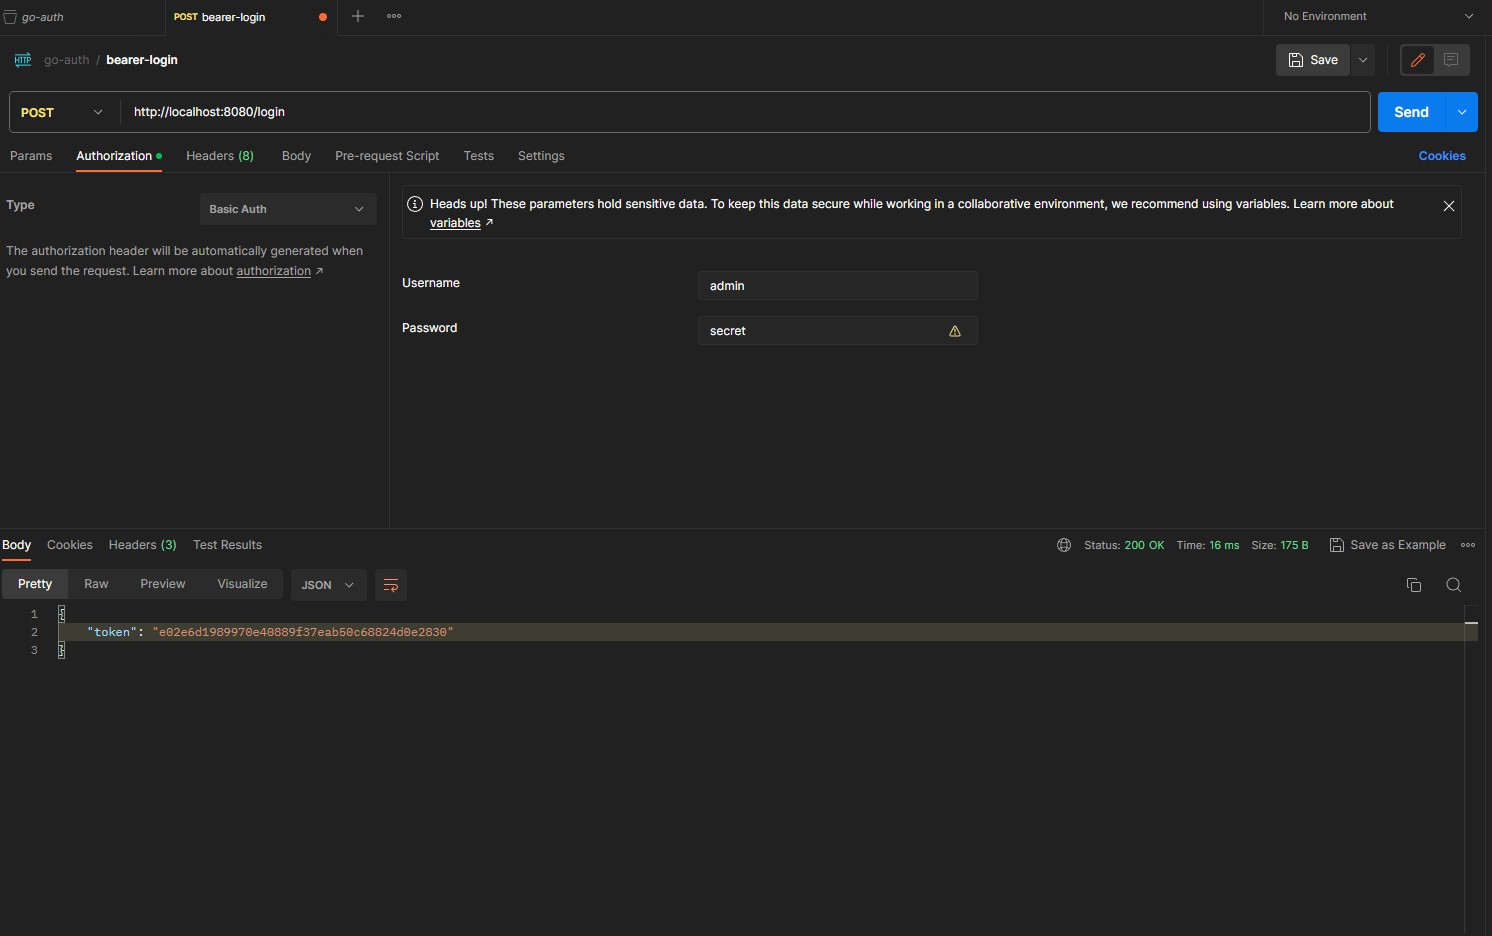 go-auth
POST bearer-login
No Environment
HTTP go-auth / bearer-login
Save
POST http://localhost:8080/login
Send
Params Authorization Headers (8) Body Pre-request Script Tests Settings
Cookies
Type
Basic Auth
The authorization header will be automatically generated when
you send the request. Learn more about authorization ↗
Heads up! These parameters hold sensitive data. To keep this data secure while working in a collaborative environment, we recommend using variables. Learn more about
variables ↗
Username
admin
Password
secret
Body Cookies Headers (3) Test Results
Status: 200 OK Time: 16 ms Size: 175 B Save as Example
Pretty Raw Preview Visualize JSON
1 {
2 "token": "e02e6d1989970e40889f37eab50c68824d0e2830"
3 }